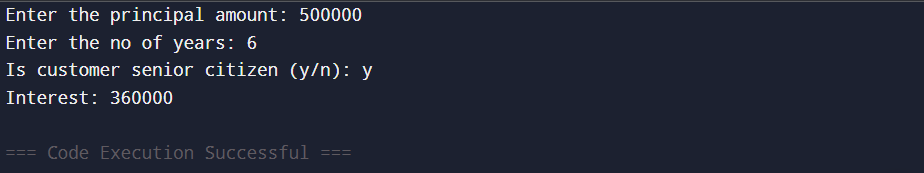 Enter the principal amount: 500000
Enter the no of years: 6
Is customer senior citizen (y/n): y
Interest: 360000
=== Code Execution Successful ===